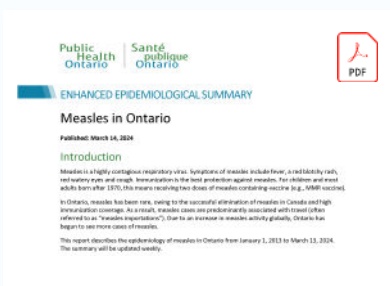 Public
Health
Ontario
Santé
publique
Ontario
PDF
ENHANCED EPIDEMIOLOGICAL SUMMARY
Measles in Ontario
Published: March 14, 2024
Introduction
Measles is a highly contagious respiratory virus. Symptoms of measles include fever, a red blotchy rash,
red watery eyes and cough. Immunization is the best protection against measles. For children and most
adults born after 1970, this means receiving two doses of measles-containing vaccine (e.g., MMR vaccine).
In Ontario, measles has been rare, owing to the successful elimination of measles in Canada and high
immunization coverage. As a result, measles cases are predominantly associated with travel (often
referred to as "measles importations"). Due to an increase in measles activity globally, Ontario has
begun to see more cases of measles.
This report describes the epidemiology of measles in Ontario from January 1, 2013 to March 13, 2024.
The summary will be updated weekly.